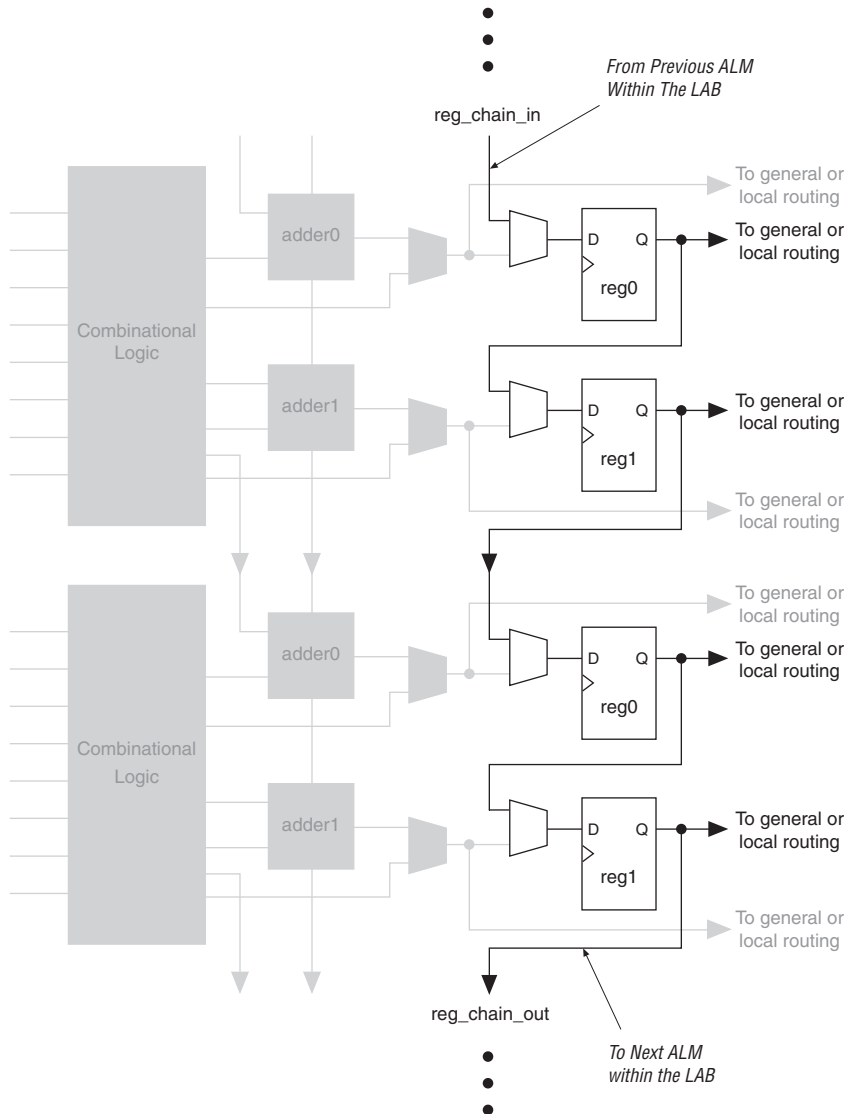 From Previous ALM
Within The LAB
reg_chain_in
To general or
local routing
adder0
D Q
To general or
local routing
reg0
Combinational
Logic
adder1
D Q
To general or
local routing
reg1
To general or
local routing
To general or
local routing
adder0
D Q
To general or
local routing
reg0
Combinational
Logic
adder1
D Q
To general or
local routing
reg1
To general or
local routing
reg_chain_out
To Next ALM
within the LAB